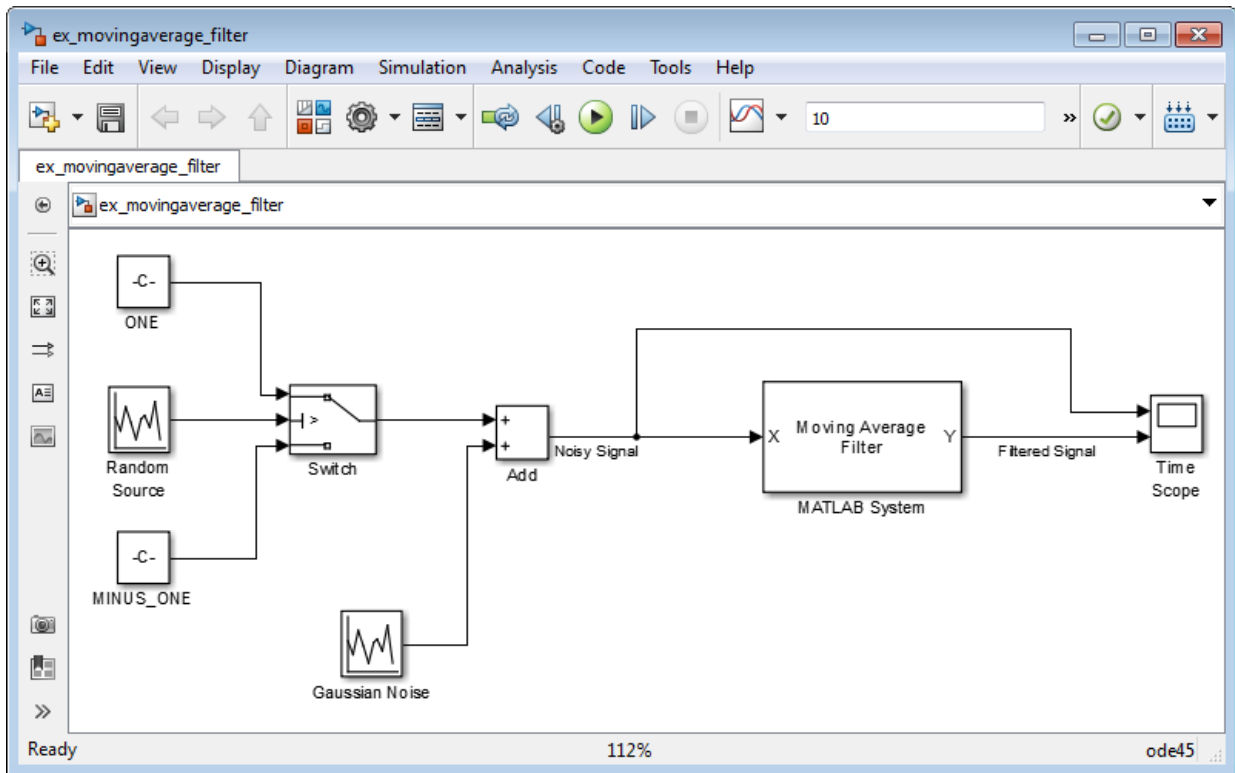 ex_movingaverage_filter
File Edit View Display Diagram Simulation Analysis Code Tools Help
10
ex_movingaverage_filter
ex_movingaverage_filter
-C-
ONE
Random
Source
-C-
MINUS_ONE
>
Switch
+
+
Add
Noisy Signal
Gaussian Noise
X Moving Average Y
Filter
MATLAB System
Filtered Signal
Time
Scope
Ready 112% ode45